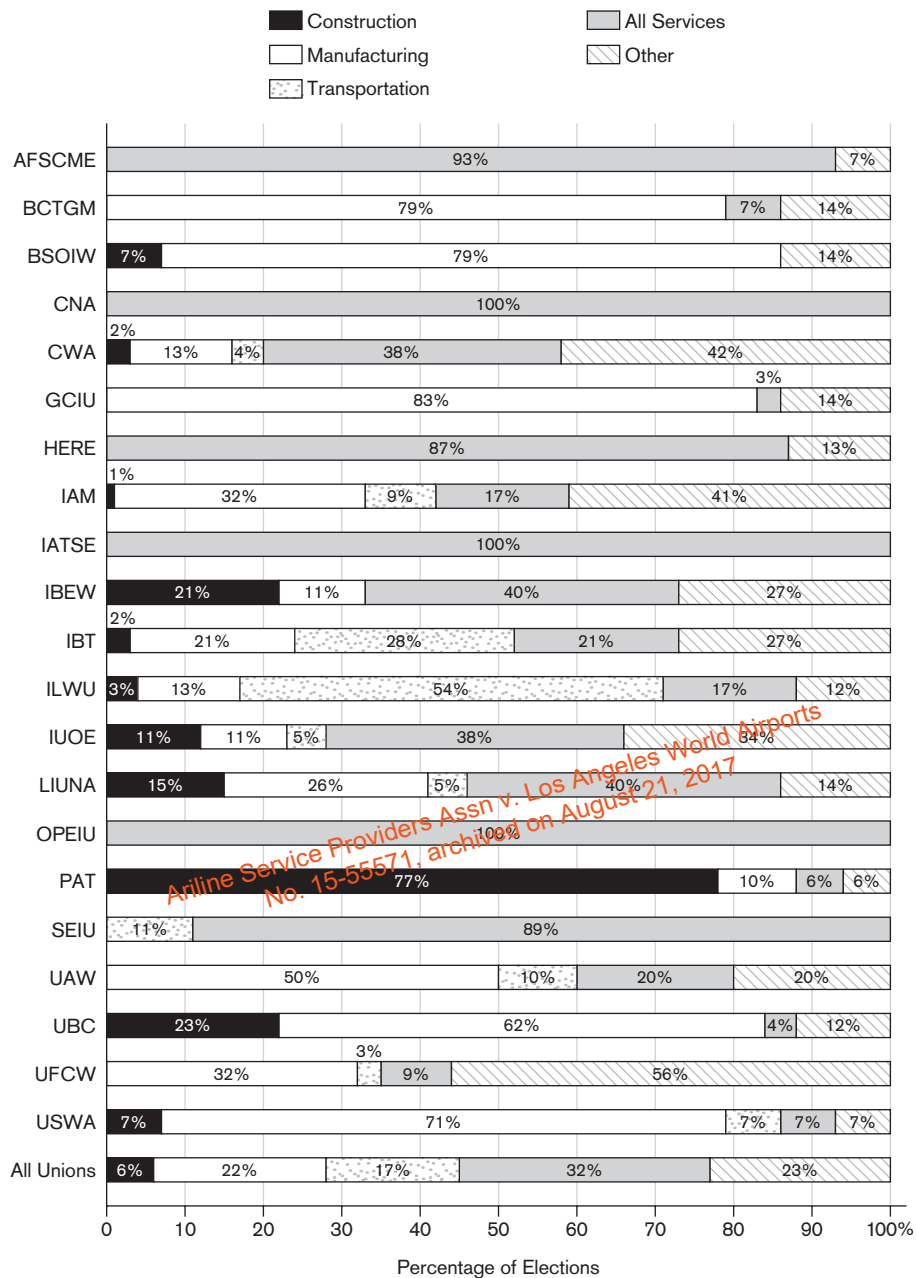 Construction
All Services
Manufacturing
Other
Transportation
AFSCME 93% 7%
BCTGM 79% 7% 14%
BSOIW 7% 79% 14%
CNA 100%
2%
CWA 13% 4% 38% 42%
3%
GCIU 83% 14%
HERE 87% 13%
1%
IAM 32% 9% 17% 41%
IATSE 100%
IBEW 21% 11% 40% 27%
2%
IBT 21% 28% 21% 27%
ILWU 3% 13% 54% 17% 12%
IUOE 11% 11% 5% 38% 34%
LIUNA 15% 26% 5% 40% 14%
OPEIU 100%
PAT 77% 10% 6% 6%
SEIU 11% 89%
UAW 50% 10% 20% 20%
UBC 23% 62% 4% 12%
3%
UFCW 32% 9% 56%
USWA 7% 71% 7% 7% 7%
All Unions 6% 22% 17% 32% 23%
0 10 20 30 40 50 60 70 80 90 100%
Percentage of Elections
Ariline Service Providers Assn v. Los Angeles World Airports
No. 15-55571, archived on August 21, 2017